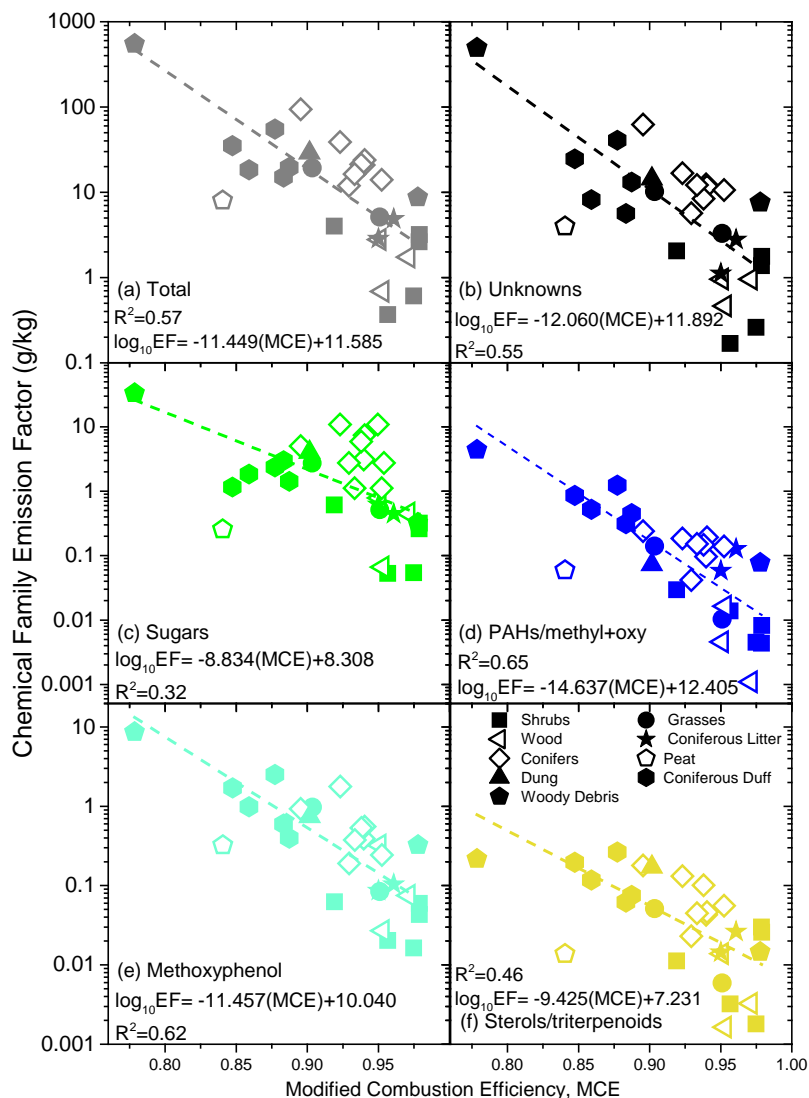 Chemical Family Emission Factor (g/kg)
1000
100
10
1
0.1
(a) Total
R²=0.57
log₁₀EF= -11.449(MCE)+11.585
(b) Unknowns
log₁₀EF= -12.060(MCE)+11.892
R²=0.55
10
1
0.1
0.01
0.001
(c) Sugars
log₁₀EF= -8.834(MCE)+8.308
R²=0.32
(d) PAHs/methyl+oxy
R²=0.65
log₁₀EF= -14.637(MCE)+12.405
10
1
0.1
0.01
0.001
(e) Methoxyphenol
log₁₀EF= -11.457(MCE)+10.040
R²=0.62
Shrubs Grasses
Wood Coniferous Litter
Conifers Peat
Dung Coniferous Duff
Woody Debris
R²=0.46
log₁₀EF= -9.425(MCE)+7.231
(f) Sterols/triterpenoids
0.80 0.85 0.90 0.95 0.80 0.85 0.90 0.95 1.00
Modified Combustion Efficiency, MCE